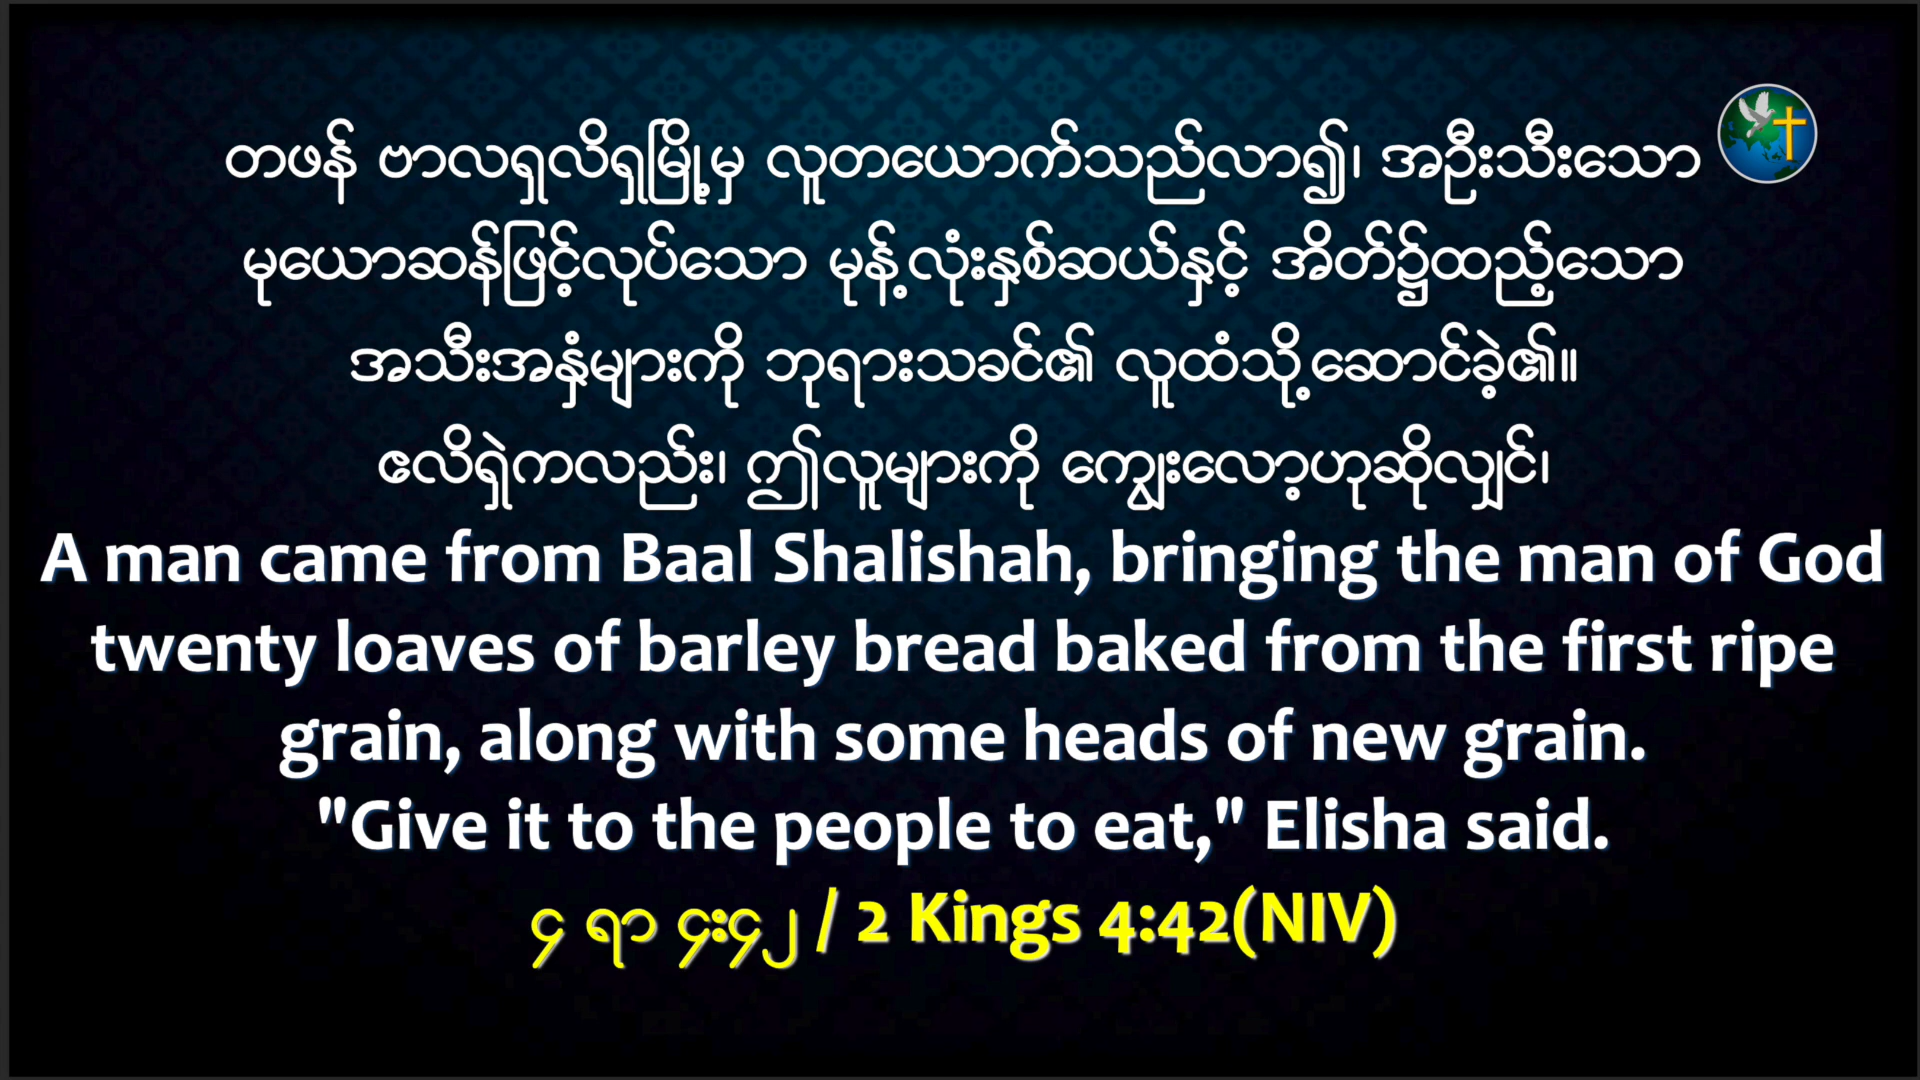 တဖန် ဗာလရှလိရှမြို့မှ လူတယောက်သည်လာ၍၊ အဦးသီးသော
မုယောဆန်ဖြင့်လုပ်သော မုန့်လုံးနှစ်ဆယ်နှင့် အိတ်၌ထည့်သော
အသီးအနှံများကို ဘုရားသခင်၏ လူထံသို့ဆောင်ခဲ့၏။
ဧလိရှဲကလည်း၊ ဤလူများကို ကျွေးလော့ဟုဆိုလျှင်၊
A man came from Baal Shalishah, bringing the man of God
twenty loaves of barley bread baked from the first ripe
grain, along with some heads of new grain.
"Give it to the people to eat," Elisha said.
၄ ရာ ၄း၄၂ / 2 Kings 4:42(NIV)